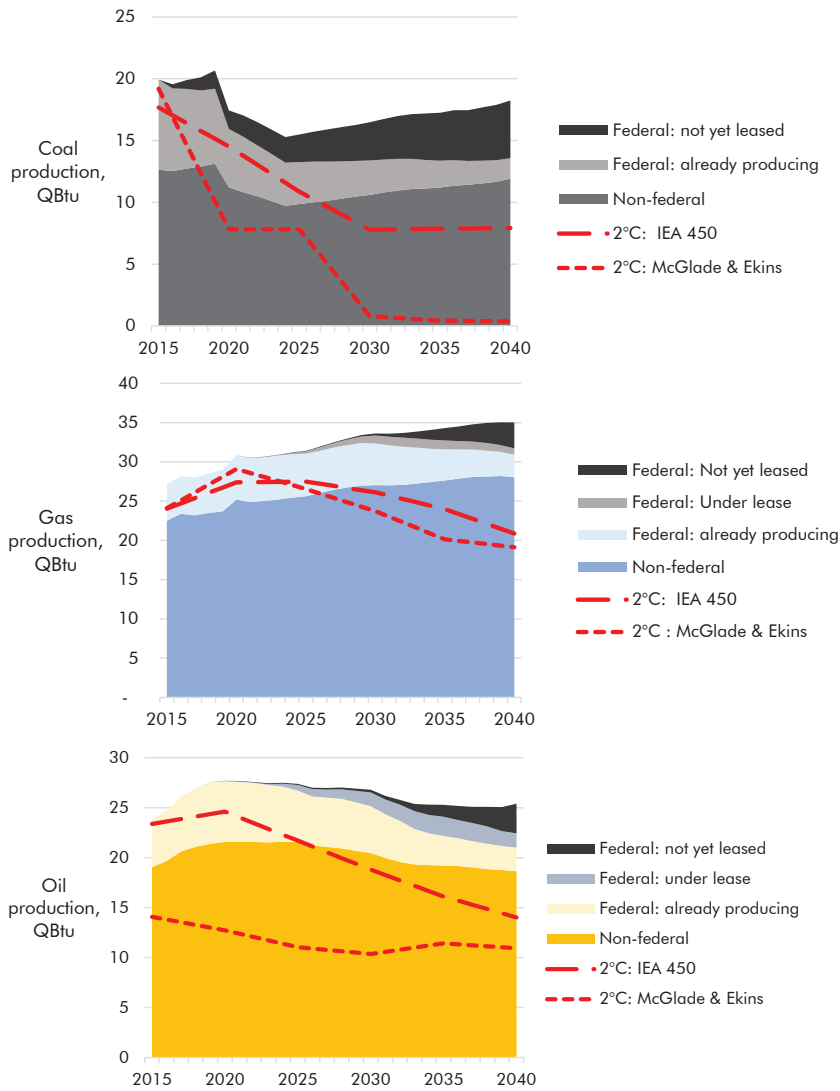 25
20
15
10
5
0
Coal
production,
QBtu
2015 2020 2025 2030 2035 2040
Federal: not yet leased
Federal: already producing
Non-federal
2°C: IEA 450
2°C: McGlade & Ekins
40
35
30
25
20
15
10
5
-
Gas
production,
QBtu
2015 2020 2025 2030 2035 2040
Federal: Not yet leased
Federal: Under lease
Federal: already producing
Non-federal
2°C: IEA 450
2°C : McGlade & Ekins
30
25
20
15
10
5
0
Oil
production,
QBtu
2015 2020 2025 2030 2035 2040
Federal: not yet leased
Federal: under lease
Federal: already producing
Non-federal
2°C: IEA 450
2°C: McGlade & Ekins